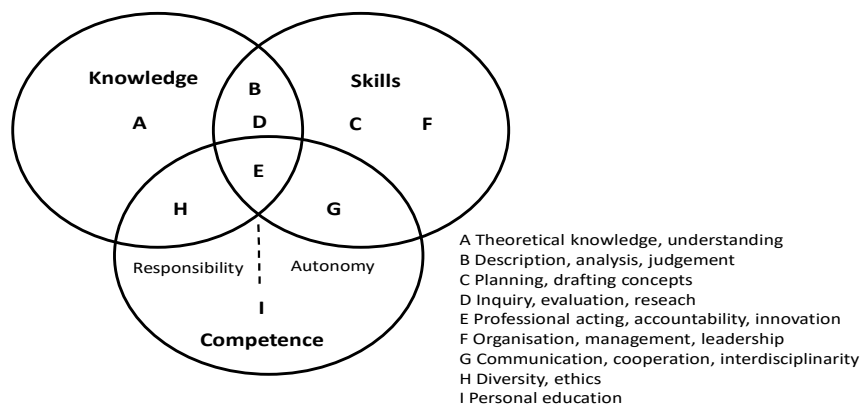 Knowledge
Skills
B
A
D
C
F
E
H
G
Responsibility
Autonomy
I
Competence
A Theoretical knowledge, understanding
B Description, analysis, judgement
C Planning, drafting concepts
D Inquiry, evaluation, reseach
E Professional acting, accountability, innovation
F Organisation, management, leadership
G Communication, cooperation, interdisciplinarity
H Diversity, ethics
I Personal education